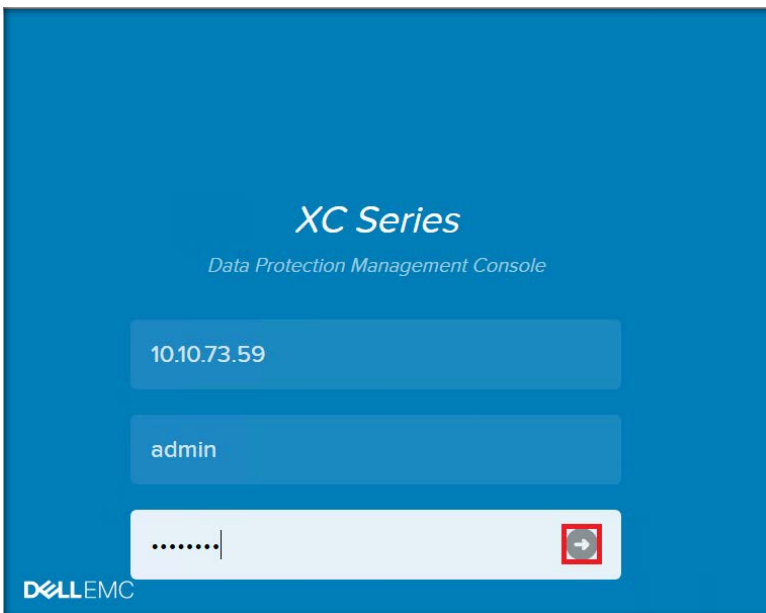 XC Series
Data Protection Management Console
10.10.73.59
admin
••••••••
DELLEMC